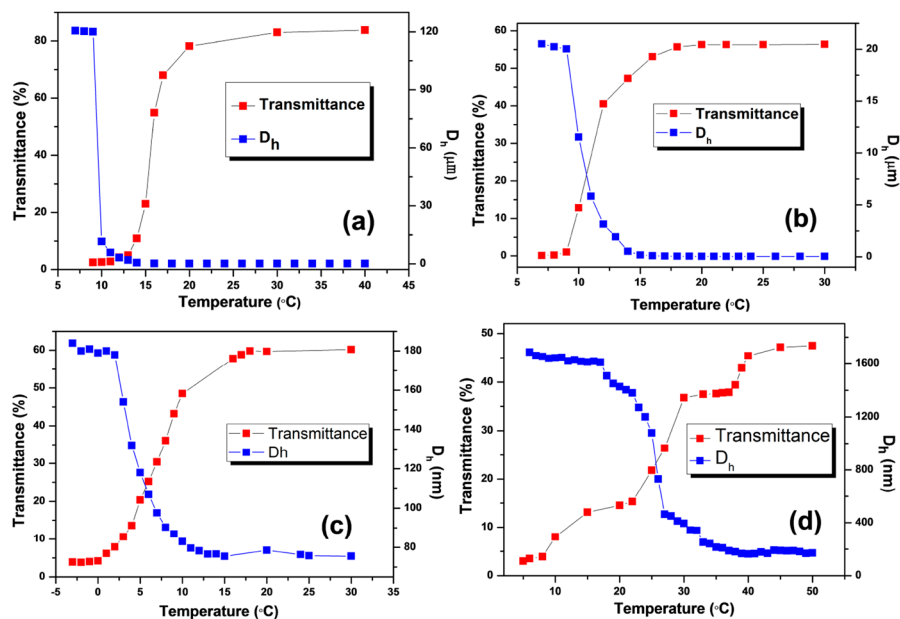 (a)
Transmittance (%)
80
60
40
20
0
Transmittance
Dh
120
90
60
30
0
Dh (μm)
5 10 15 20 25 30 35 40 45
Temperature (°C)
(b)
Transmittance (%)
60
50
40
30
20
10
0
Transmittance
Dh
20
15
10
5
0
Dh (μm)
5 10 15 20 25 30
Temperature (°C)
(c)
Transmittance (%)
60
50
40
30
20
10
0
Transmittance
Dh
180
160
140
120
100
80
Dh (nm)
-5 0 5 10 15 20 25 30 35
Temperature (°C)
(d)
Transmittance (%)
50
40
30
20
10
0
Transmittance
Dh
1600
1200
800
400
0
Dh (nm)
10 20 30 40 50
Temperature (°C)